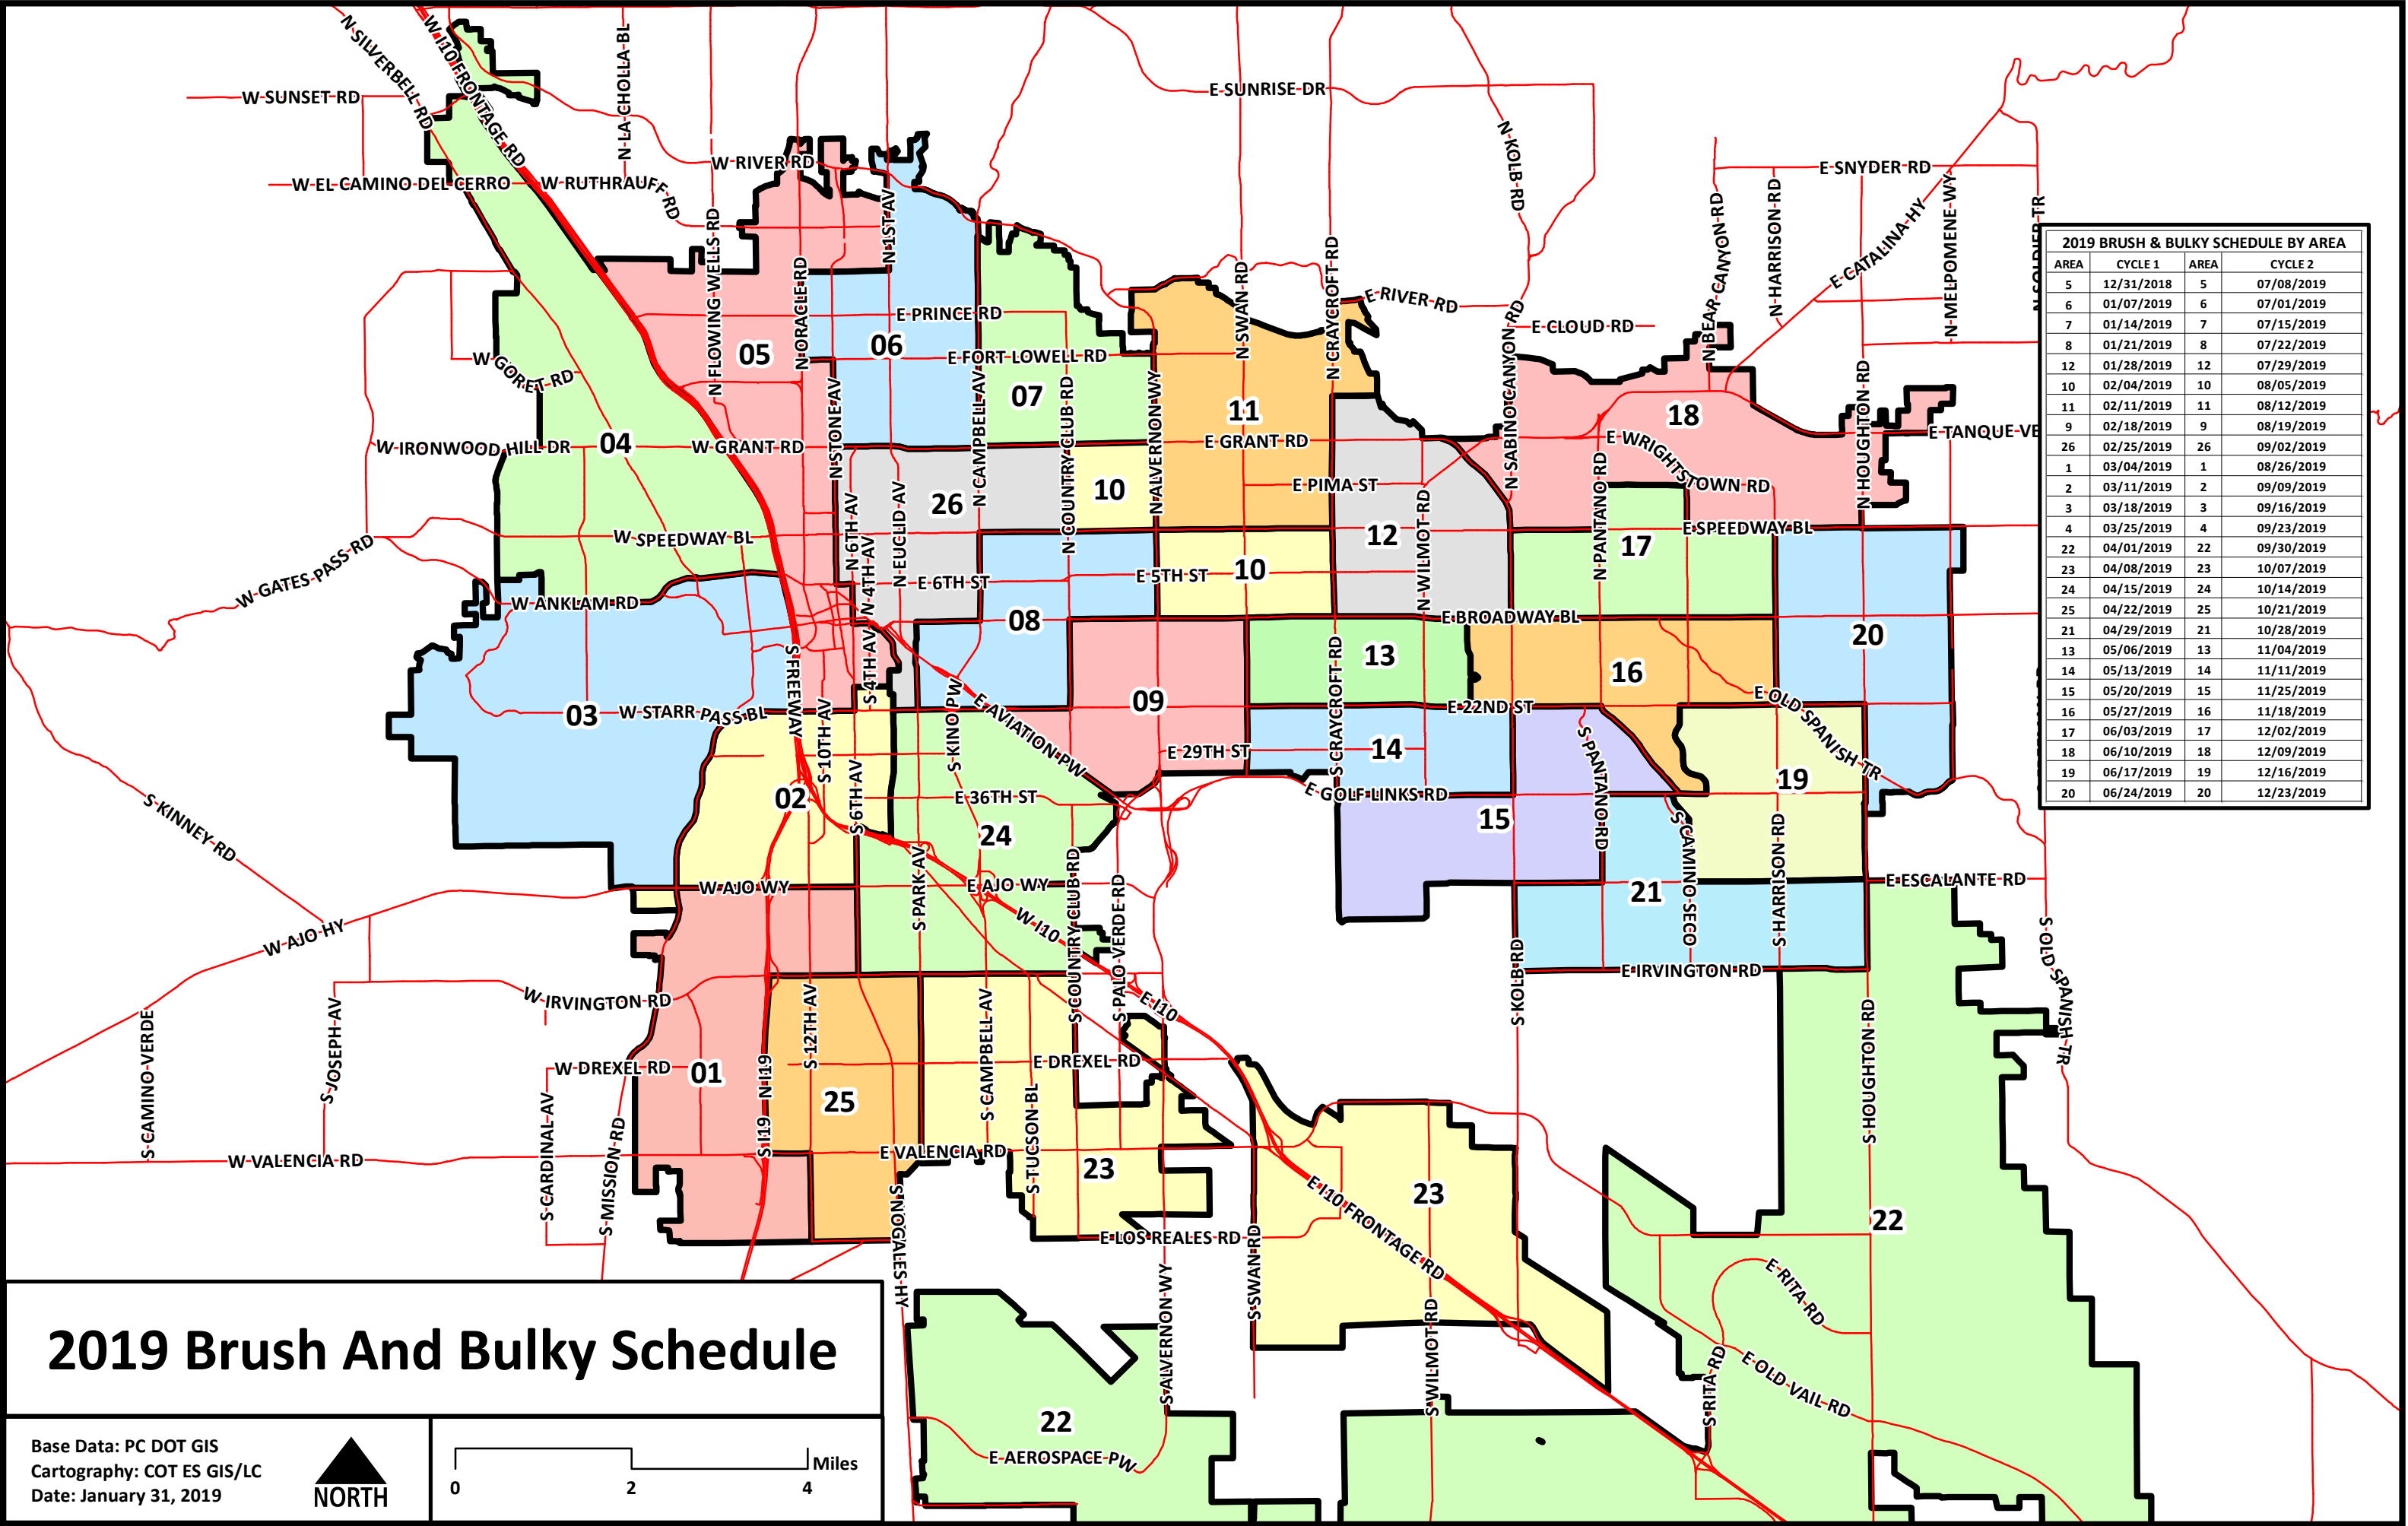 N SILVERBELL RD
W I10 FRONTAGE RD
N LA CHOLLA BL
W SUNSET RD
E SUNRISE DR
N KOLB RD
W RIVER RD
E SNYDER RD
W EL CAMINO DEL CERRO
W RUTHRAUFF RD
N 1ST AV
N FLOWING WELLS RD
N ORACLE RD
N SWAN RD
N CRAYCROFT RD
N BEAR CANYON RD
N HARRISON RD
E CATALINA HY
N MELPOMENE WY
E RIVER RD
E CLOUD RD
E PRINCE RD
05
06
E FORT LOWELL RD
W GORET RD
07
11
18
N STONE AV
N CAMPBELL AV
N COUNTRY CLUB RD
N ALVERNON WY
N SABINO CANYON RD
N HOUGHTON RD
W IRONWOOD HILL DR
04
W GRANT RD
E GRANT RD
E WRIGHTSTOWN RD
E TANQUE VE
26
10
E PIMA ST
12
N WILMOT RD
N PANTANO RD
17
E SPEEDWAY BL
N 6TH AV
N 4TH AV
N EUCLID AV
W SPEEDWAY BL
W GATES PASS RD
E 6TH ST
E 5TH ST
10
W ANKLAM RD
08
E BROADWAY BL
20
S FREEWAY
S 4TH AV
13
16
03
W STARR PASS BL
S KINO PW
E AVIATION PW
09
S CRAYCROFT RD
E 22ND ST
E OLD SPANISH TR
S 10TH AV
E 29TH ST
14
S PANTANO RD
19
S KINNEY RD
02
S 6TH AV
E 36TH ST
E GOLF LINKS RD
24
15
S CAMINO SECO
S HARRISON RD
W AJO WY
S PARK AV
E AJO WY
S COUNTRY CLUB RD
S PALO VERDE RD
21
E ESCALANTE RD
W AJO HY
W I10
W IRVINGTON RD
E IRVINGTON RD
S KOLB RD
S OLD SPANISH TR
S CAMINO VERDE
S JOSEPH AV
S 12TH AV
S CAMPBELL AV
E I10
S HOUGHTON RD
W DREXEL RD
E DREXEL RD
01
N I19
S I19
25
S TUCSON BL
S CARDINAL AV
S MISSION RD
W VALENCIA RD
E VALENCIA RD
23
E I10 FRONTAGE RD
23
22
S NOGALES HY
E LOS REALES RD
S SWAN RD
S ALVERNON WY
S WILMOT RD
E RITA RD
S RITA RD
E OLD VAIL RD
22
E AEROSPACE PW
2019 BRUSH & BULKY SCHEDULE BY AREA
AREA CYCLE 1 AREA CYCLE 2
5 12/31/2018 5 07/08/2019
6 01/07/2019 6 07/01/2019
7 01/14/2019 7 07/15/2019
8 01/21/2019 8 07/22/2019
12 01/28/2019 12 07/29/2019
10 02/04/2019 10 08/05/2019
11 02/11/2019 11 08/12/2019
9 02/18/2019 9 08/19/2019
26 02/25/2019 26 09/02/2019
1 03/04/2019 1 08/26/2019
2 03/11/2019 2 09/09/2019
3 03/18/2019 3 09/16/2019
4 03/25/2019 4 09/23/2019
22 04/01/2019 22 09/30/2019
23 04/08/2019 23 10/07/2019
24 04/15/2019 24 10/14/2019
25 04/22/2019 25 10/21/2019
21 04/29/2019 21 10/28/2019
13 05/06/2019 13 11/04/2019
14 05/13/2019 14 11/11/2019
15 05/20/2019 15 11/25/2019
16 05/27/2019 16 11/18/2019
17 06/03/2019 17 12/02/2019
18 06/10/2019 18 12/09/2019
19 06/17/2019 19 12/16/2019
20 06/24/2019 20 12/23/2019
2019 Brush And Bulky Schedule
Base Data: PC DOT GIS
Cartography: COT ES GIS/LC
Date: January 31, 2019
NORTH
0 2 4 Miles